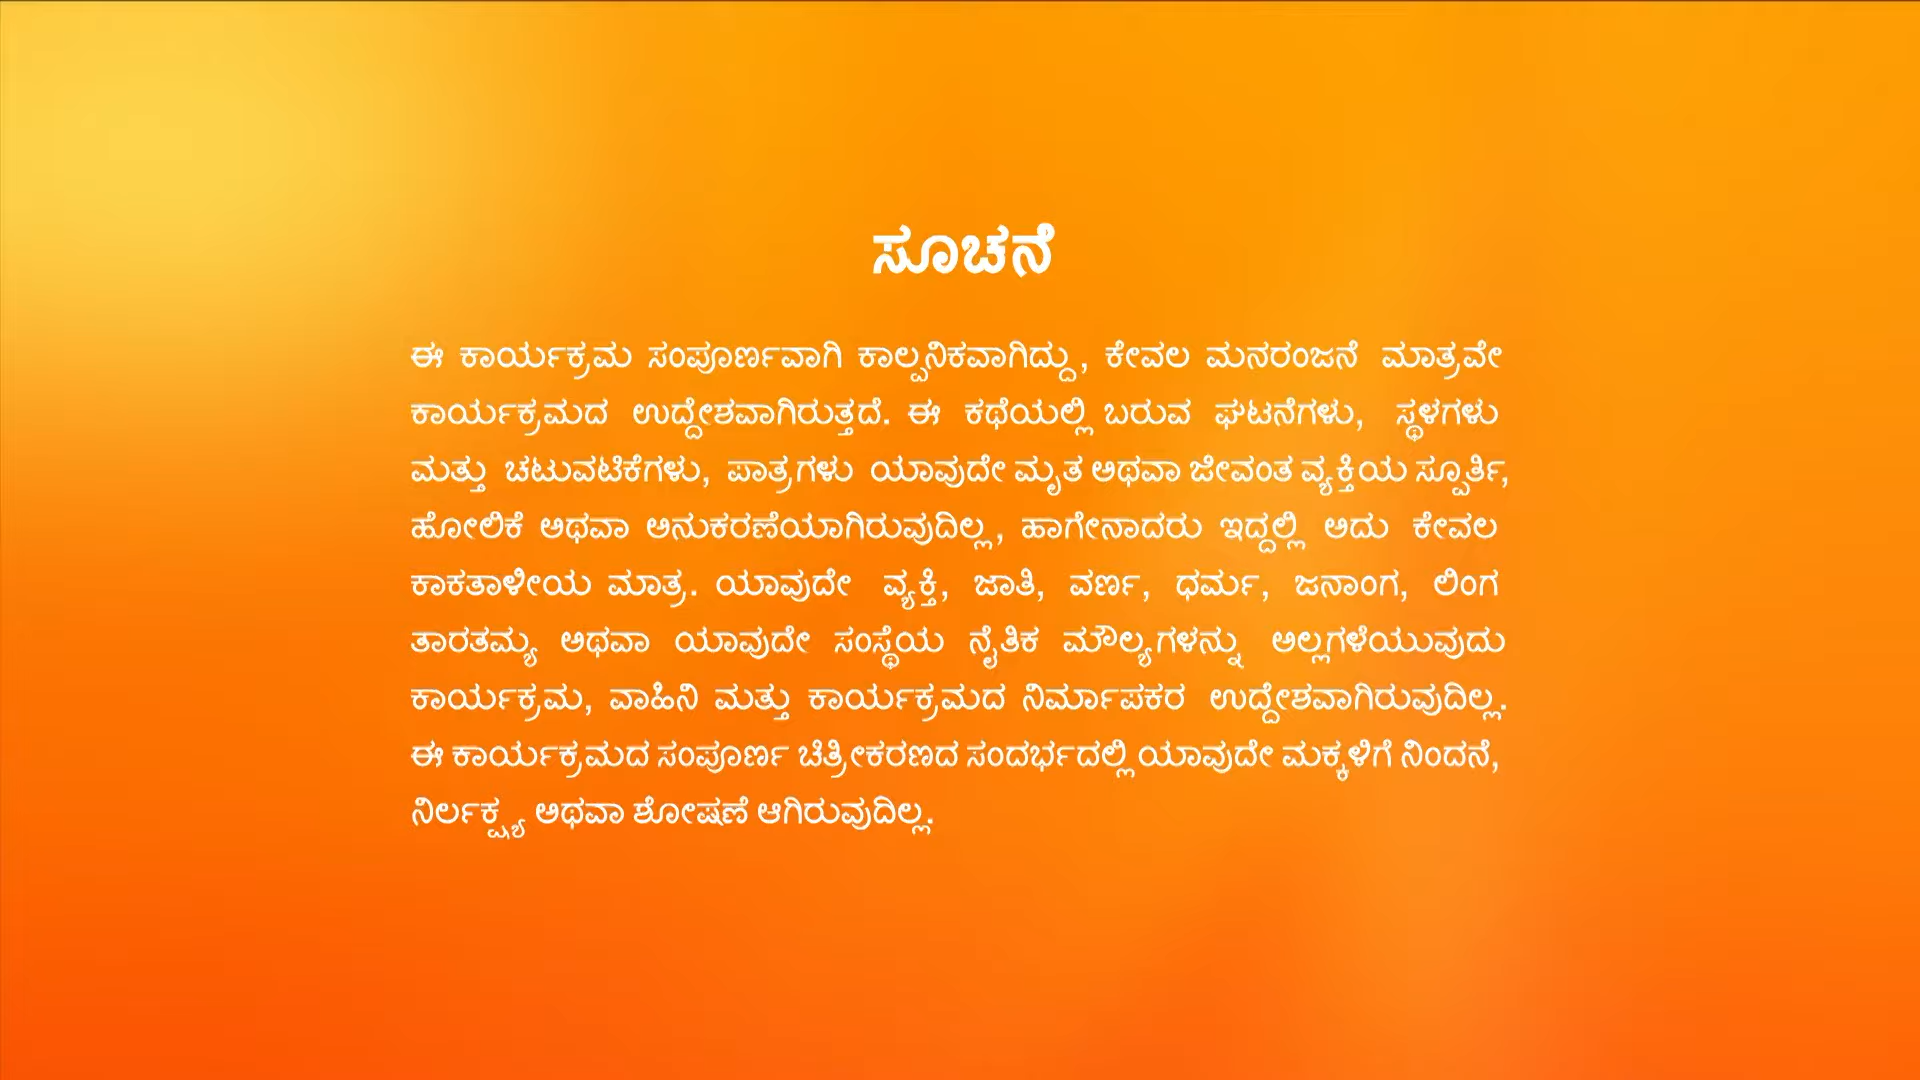 ಸೂಚನೆ
ಈ ಕಾರ್ಯಕ್ರಮ ಸಂಪೂರ್ಣವಾಗಿ ಕಾಲ್ಪನಿಕವಾಗಿದ್ದು, ಕೇವಲ ಮನರಂಜನೆ ಮಾತ್ರವೇ
ಕಾರ್ಯಕ್ರಮದ ಉದ್ದೇಶವಾಗಿರುತ್ತದೆ. ಈ ಕಥೆಯಲ್ಲಿ ಬರುವ ಘಟನೆಗಳು, ಸ್ಥಳಗಳು
ಮತ್ತು ಚಟುವಟಿಕೆಗಳು, ಪಾತ್ರಗಳು ಯಾವುದೇ ಮೃತ ಅಥವಾ ಜೀವಂತ ವ್ಯಕ್ತಿಯ ಸ್ಪೂರ್ತಿ,
ಹೋಲಿಕೆ ಅಥವಾ ಅನುಕರಣೆಯಾಗಿರುವುದಿಲ್ಲ, ಹಾಗೇನಾದರು ಇದ್ದಲ್ಲಿ ಅದು ಕೇವಲ
ಕಾಕತಾಳೀಯ ಮಾತ್ರ. ಯಾವುದೇ ವ್ಯಕ್ತಿ, ಜಾತಿ, ವರ್ಣ, ಧರ್ಮ, ಜನಾಂಗ, ಲಿಂಗ
ತಾರತಮ್ಯ ಅಥವಾ ಯಾವುದೇ ಸಂಸ್ಥೆಯ ನೈತಿಕ ಮೌಲ್ಯಗಳನ್ನು ಅಲ್ಲಗಳೆಯುವುದು
ಕಾರ್ಯಕ್ರಮ, ವಾಹಿನಿ ಮತ್ತು ಕಾರ್ಯಕ್ರಮದ ನಿರ್ಮಾಪಕರ ಉದ್ದೇಶವಾಗಿರುವುದಿಲ್ಲ.
ಈ ಕಾರ್ಯಕ್ರಮದ ಸಂಪೂರ್ಣ ಚಿತ್ರೀಕರಣದ ಸಂದರ್ಭದಲ್ಲಿ ಯಾವುದೇ ಮಕ್ಕಳಿಗೆ ನಿಂದನೆ,
ನಿರ್ಲಕ್ಷ್ಯ ಅಥವಾ ಶೋಷಣೆ ಆಗಿರುವುದಿಲ್ಲ.